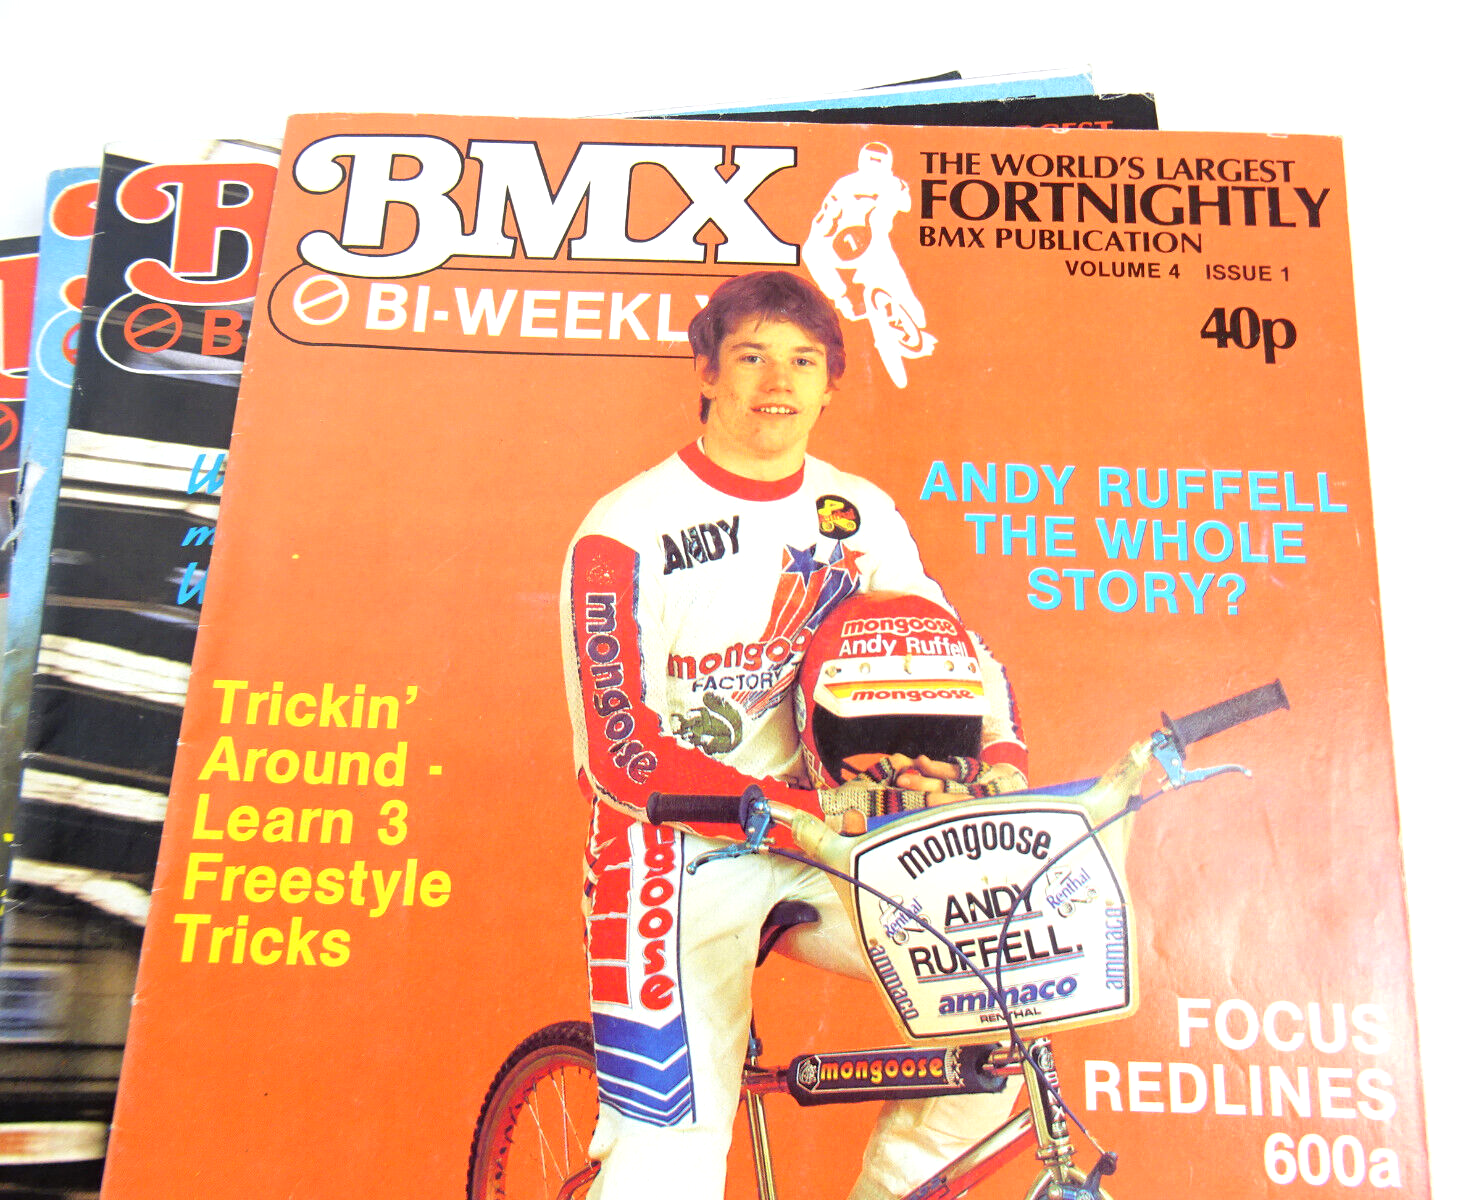 BMX
BI-WEEKLY
THE WORLD'S LARGEST
FORTNIGHTLY
BMX PUBLICATION
VOLUME 4 ISSUE 1
40p
ANDY RUFFELL
THE WHOLE
STORY?
Trickin'
Around -
Learn 3
Freestyle
Tricks
ANDY
mongoose
mongoo
FACTORY
mongoose
Andy Ruffell
mongoose
goose
mongoose
Renthal
Renthal
ANDY
RUFFELL.
ammaco
ammaco
ammaco
RENTHAL
mongoose
FOCUS
REDLINES
600a